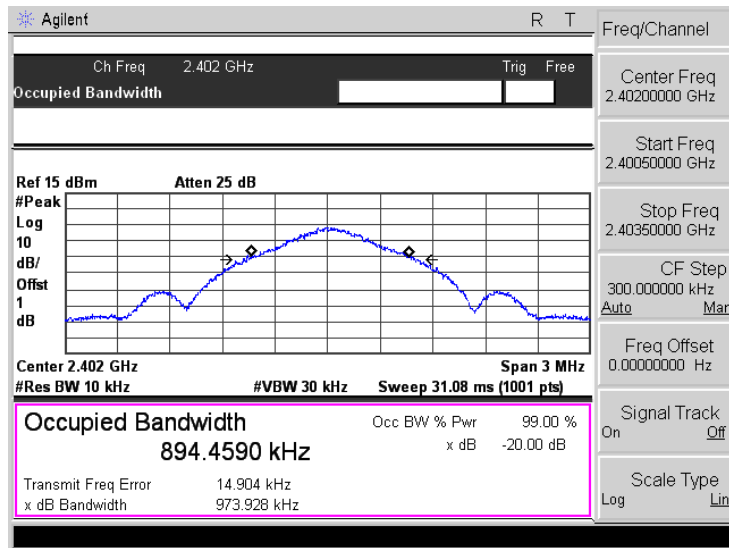 Agilent R T
Freq/Channel
Ch Freq 2.402 GHz Trig Free
Occupied Bandwidth
Center Freq
2.40200000 GHz
Start Freq
2.40050000 GHz
Stop Freq
2.40350000 GHz
CF Step
300.000000 kHz
Auto Man
Freq Offset
0.00000000 Hz
Signal Track
On Off
Scale Type
Log Lin
Ref 15 dBm Atten 25 dB
#Peak
Log
10
dB/
Offst
1
dB
Center 2.402 GHz Span 3 MHz
#Res BW 10 kHz #VBW 30 kHz Sweep 31.08 ms (1001 pts)
Occupied Bandwidth Occ BW % Pwr 99.00 %
894.4590 kHz x dB -20.00 dB
Transmit Freq Error 14.904 kHz
x dB Bandwidth 973.928 kHz